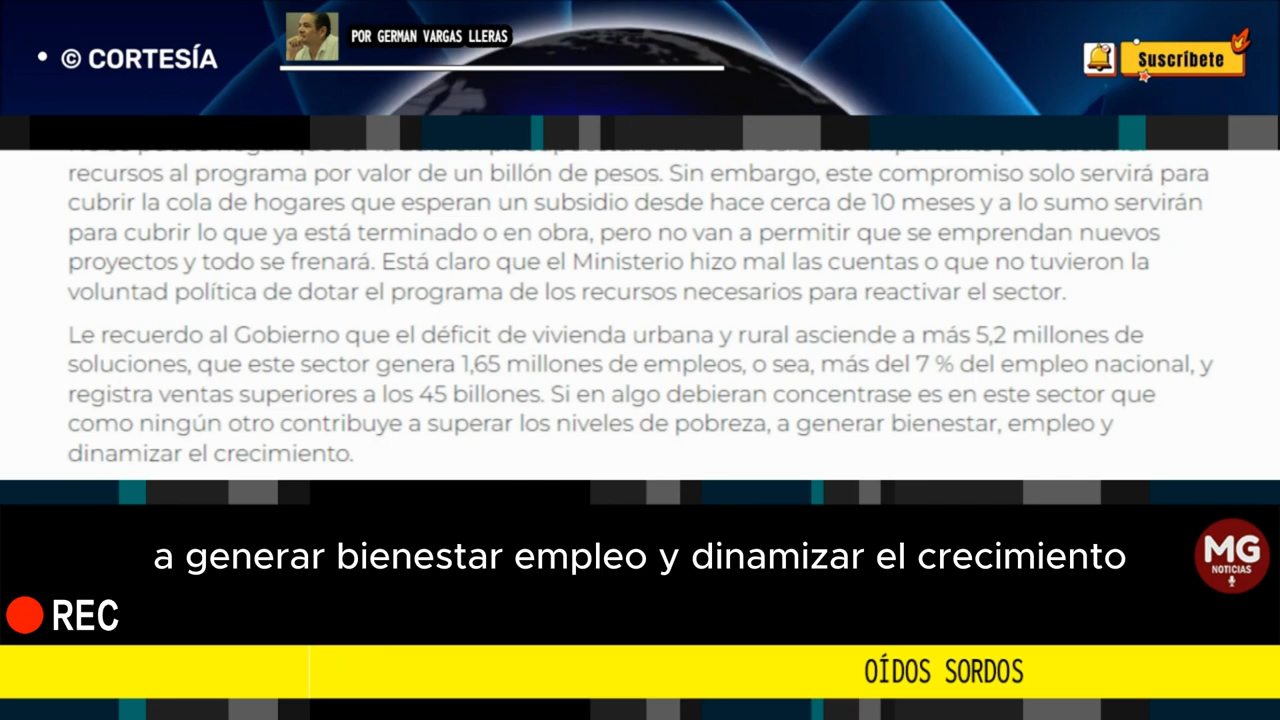 • © CORTESÍA
POR GERMAN VARGAS LLERAS
Suscríbete
recursos al programa por valor de un billón de pesos. Sin embargo, este compromiso solo servirá para
cubrir la cola de hogares que esperan un subsidio desde hace cerca de 10 meses y a lo sumo servirán
para cubrir lo que ya está terminado o en obra, pero no van a permitir que se emprendan nuevos
proyectos y todo se frenará. Está claro que el Ministerio hizo mal las cuentas o que no tuvieron la
voluntad política de dotar el programa de los recursos necesarios para reactivar el sector.
Le recuerdo al Gobierno que el déficit de vivienda urbana y rural asciende a más 5,2 millones de
soluciones, que este sector genera 1,65 millones de empleos, o sea, más del 7 % del empleo nacional, y
registra ventas superiores a los 45 billones. Si en algo debieran concentrase es en este sector que
como ningún otro contribuye a superar los niveles de pobreza, a generar bienestar, empleo y
dinamizar el crecimiento.
a generar bienestar empleo y dinamizar el crecimiento
MG
NOTICIAS
REC
OÍDOS SORDOS